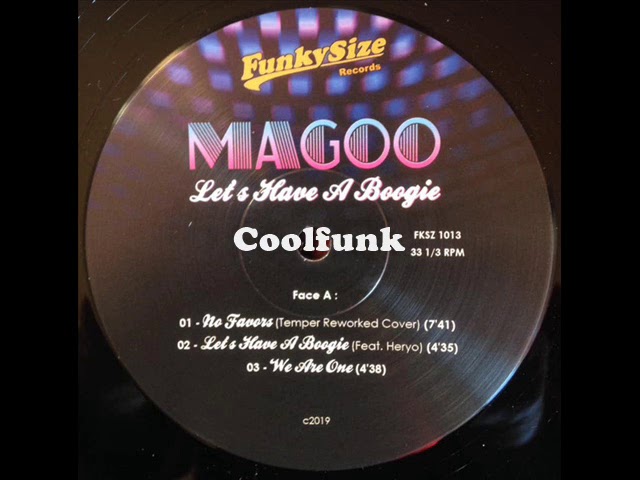 FunkySize
Records
MAGOO
Let's Have A Boogie
Coolfunk
FKSZ 1013
33 1/3 RPM
Face A :
01 - No Favors (Temper Reworked Cover) (7'41)
02 - Let's Have A Boogie (Feat. Heryo) (4'35)
03 - We Are One (4'38)
c2019